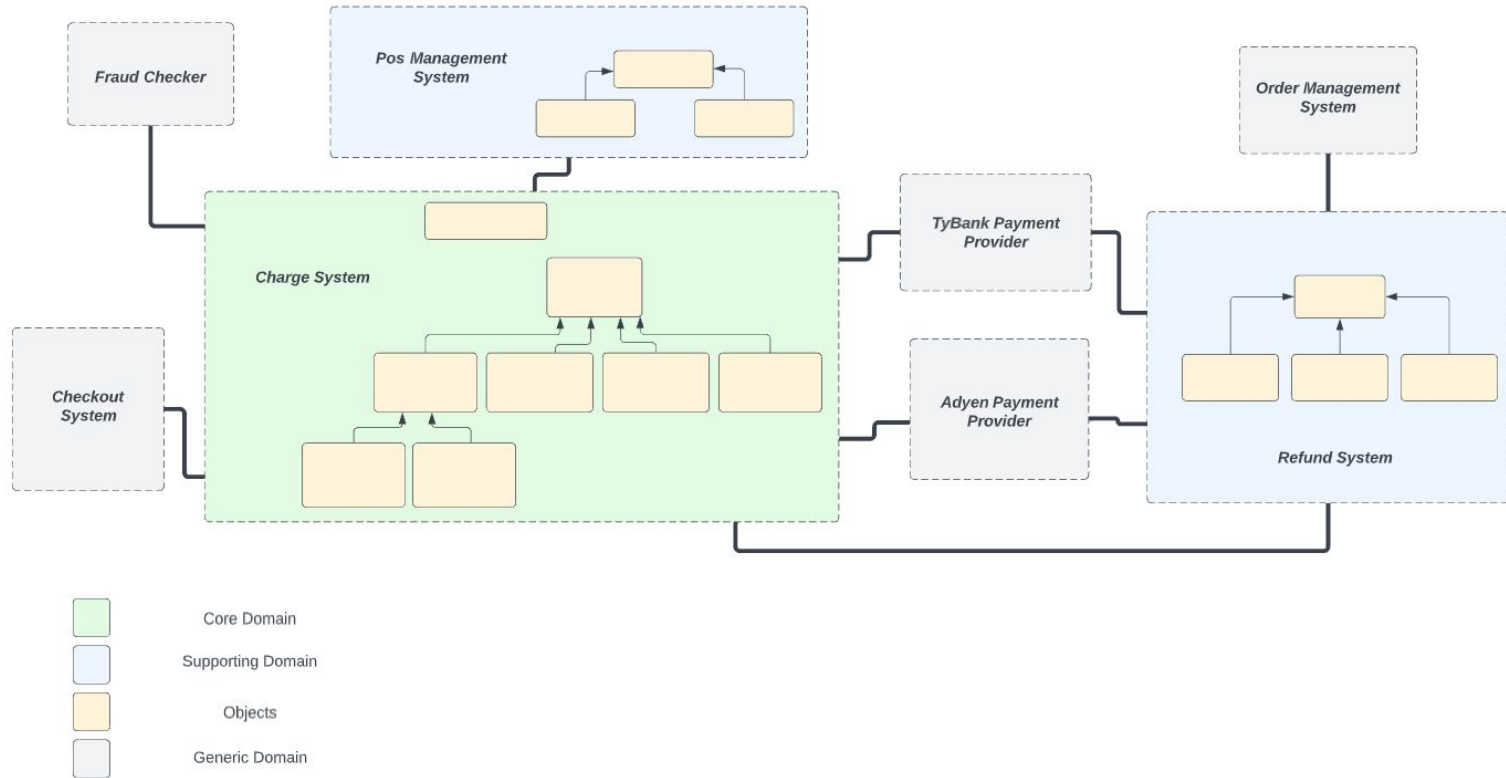 Fraud Checker
Pos Management
System
Order Management
System
TyBank Payment
Provider
Charge System
Checkout
System
Adyen Payment
Provider
Refund System
Core Domain
Supporting Domain
Objects
Generic Domain